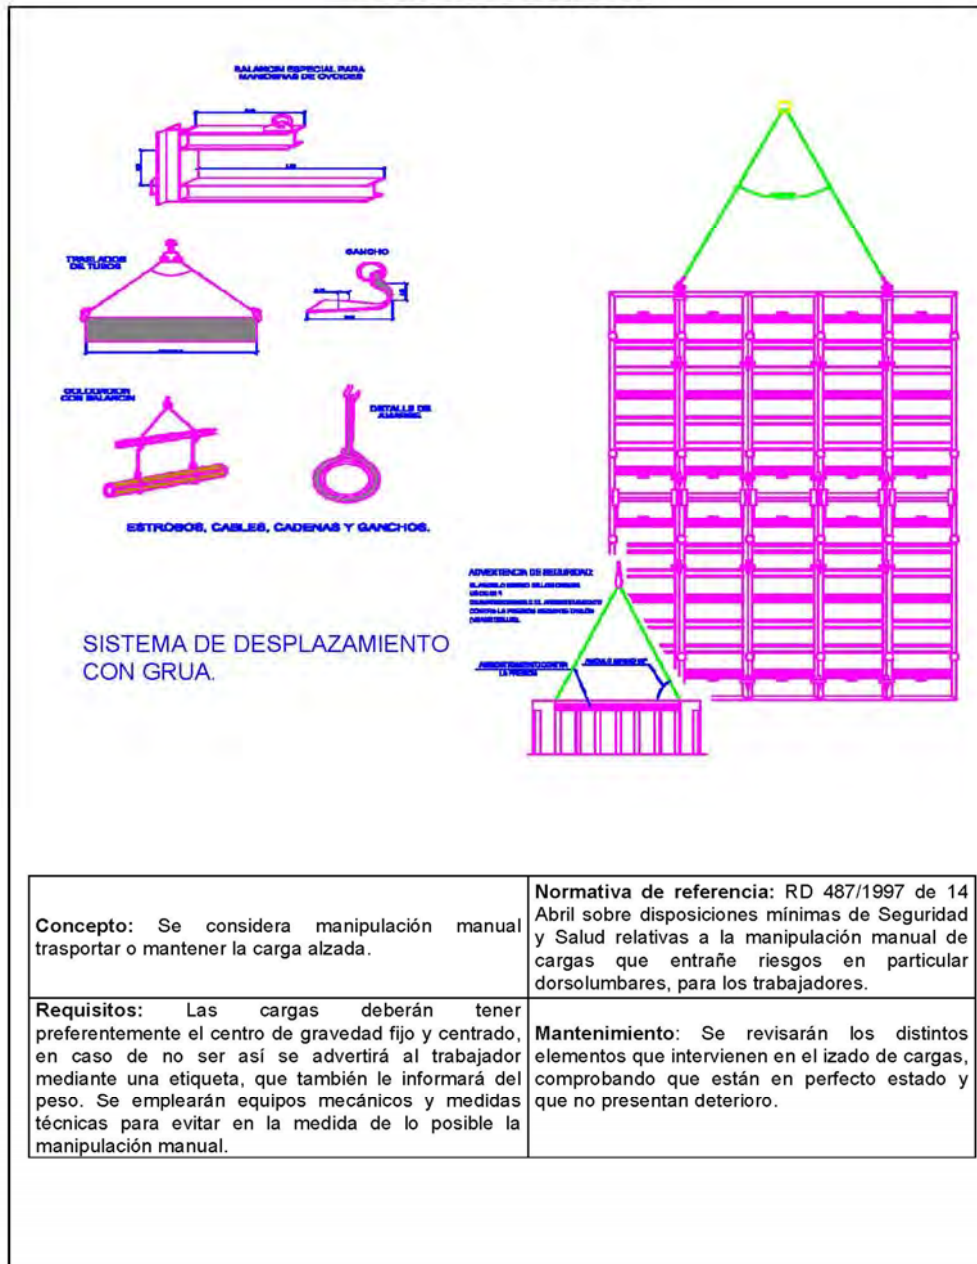 BALANCIN ESPECIAL PARA
MANIOBRAS DE OVOIDES
TRASLADOS
DE TUBOS
GANCHO
COLOCACION
CON BALANCIN
DETALLE DE
AMARRE
ESTROBOS, CABLES, CADENAS Y GANCHOS.
ADVERTENCIA DE SEGURIDAD:
SISTEMA DE DESPLAZAMIENTO
CON GRUA.
Concepto: Se considera manipulación manual
trasportar o mantener la carga alzada.
Normativa de referencia: RD 487/1997 de 14
Abril sobre disposiciones mínimas de Seguridad
y Salud relativas a la manipulación manual de
cargas que entrañe riesgos en particular
dorsolumbares, para los trabajadores.
Requisitos: Las cargas deberán tener
preferentemente el centro de gravedad fijo y centrado,
en caso de no ser así se advertirá al trabajador
mediante una etiqueta, que también le informará del
peso. Se emplearán equipos mecánicos y medidas
técnicas para evitar en la medida de lo posible la
manipulación manual.
Mantenimiento: Se revisarán los distintos
elementos que intervienen en el izado de cargas,
comprobando que están en perfecto estado y
que no presentan deterioro.